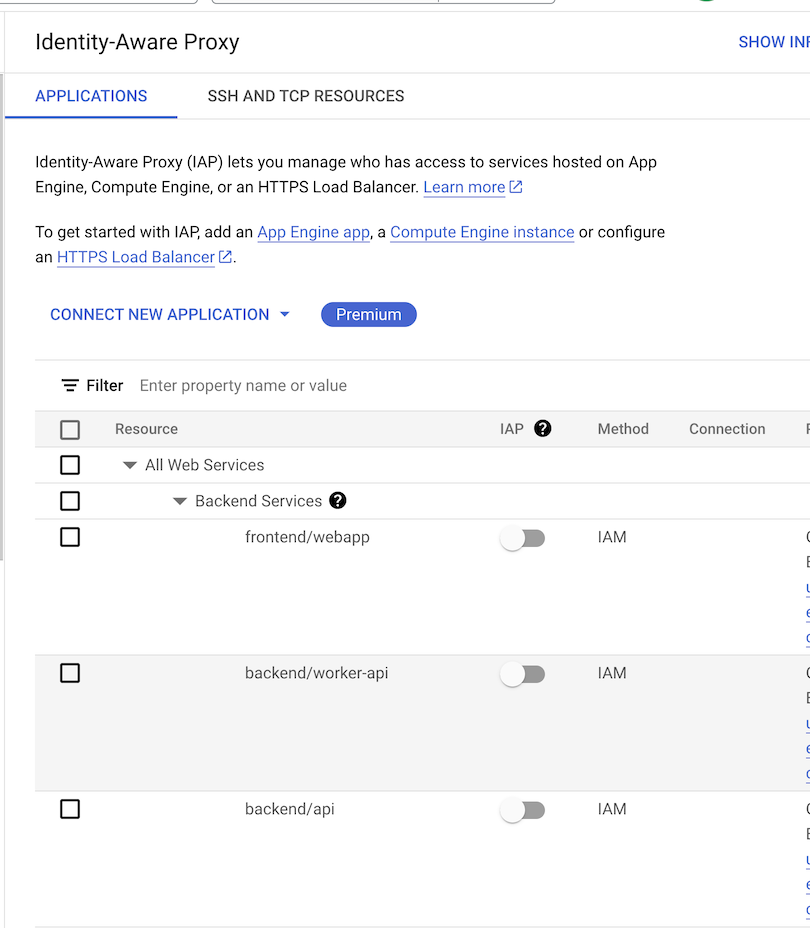 Identity-Aware Proxy
SHOW
APPLICATIONS
SSH AND TCP RESOURCES
Identity-Aware Proxy (IAP) lets you manage who has access to services hosted on App
Engine, Compute Engine, or an HTTPS Load Balancer. Learn more
To get started with IAP, add an App Engine app, a Compute Engine instance or configure
an HTTPS Load Balancer.
CONNECT NEW APPLICATION
Premium
Filter Enter property name or value
Resource IAP Method Connection
All Web Services
Backend Services
frontend/webapp IAM
backend/worker-api IAM
backend/api IAM